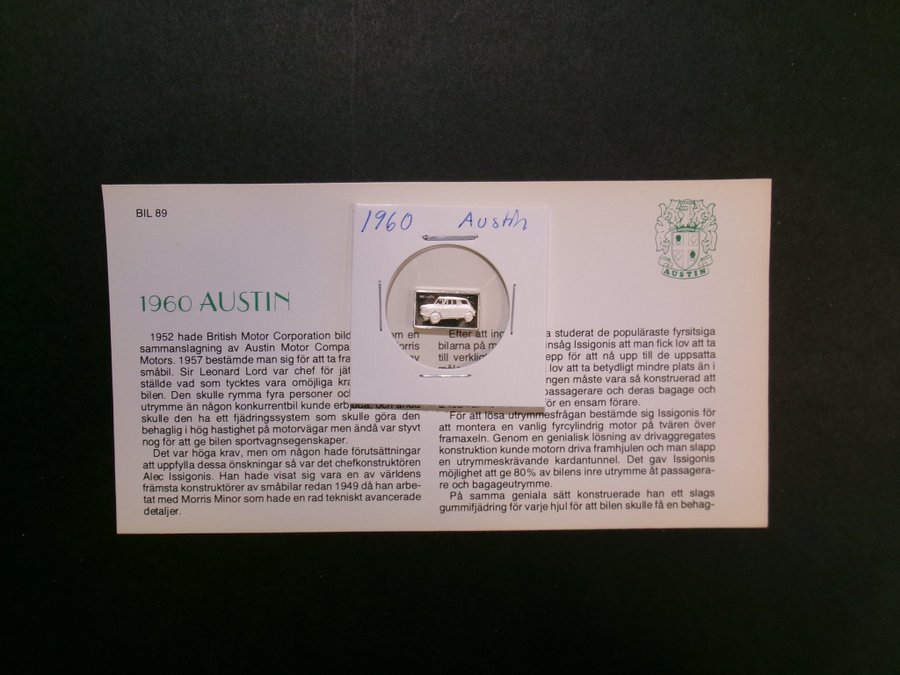 BIL 89
1960 Austin
AUSTIN
1960 AUSTIN
1952 hade British Motor Corporation bild om en
sammanslagning av Austin Motor Compa rris
Motors. 1957 bestämde man sig för att ta fra av
småbil. Sir Leonard Lord var chef för jät
ställde vad som tycktes vara omöjliga kra
bilen. Den skulle rymma fyra personer oc
utrymme än någon konkurrentbil kunde erbjuda, och ändå
skulle den ha ett fjädringssystem som skulle göra den
behaglig i hög hastighet på motorvägar men ändå var styvt
nog för att ge bilen sportvagnsegenskaper.
Det var höga krav, men om någon hade förutsättningar
att uppfylla dessa önskningar så var det chefkonstruktören
Alec Issigonis. Han hade visat sig vara en av världens
främsta konstruktörer av småbilar redan 1949 då han arbe-
tat med Morris Minor som hade en rad tekniskt avancerade
detaljer.
Efter att ing a studerat de populäraste fyrsitsiga
bilarna på m insåg Issigonis att man fick lov att ta
till verklig epp för att nå upp till de uppsatta
lov att ta betydligt mindre plats än i
ngen måste vara så konstruerad att
passagerare och deras bagage och
för en ensam förare.
För att lösa utrymmesfrågan bestämde sig Issigonis för
att montera en vanlig fyrcylindrig motor på tvären över
framaxeln. Genom en genialisk lösning av drivaggregates
konstruktion kunde motorn driva framhjulen och man slapp
en utrymmeskrävande kardantunnel. Det gav Issigonis
möjlighet att ge 80% av bilens inre utrymme åt passagera-
re och bagageutrymme.
På samma geniala sätt konstruerade han ett slags
gummifjädring för varje hjul för att bilen skulle få en behag-